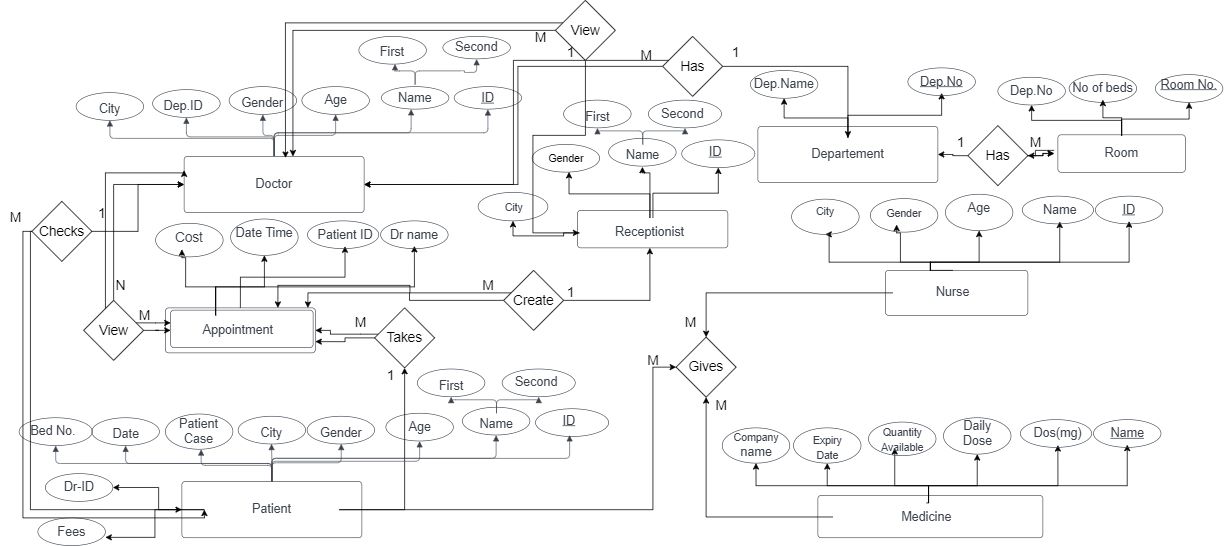 View
M
1
M
Has
1
First
Second
City
Dep.ID
Gender
Age
Name
ID
Dep.Name
Dep.No
Dep.No
No of beds
Room No.
First
Second
Gender
Name
ID
Departement
1
Has
M
Room
Doctor
City
Receptionist
M
Checks
1
Cost
Date Time
Patient ID
Dr name
City
Gender
Age
Name
ID
N
M
Create
1
Nurse
View
M
Appointment
M
Takes
1
M
M
Gives
M
First
Second
Bed No.
Date
Patient
Case
City
Gender
Age
Name
ID
Company
name
Expiry
Date
Quantity
Available
Daily
Dose
Dos(mg)
Name
Dr-ID
Patient
Medicine
Fees